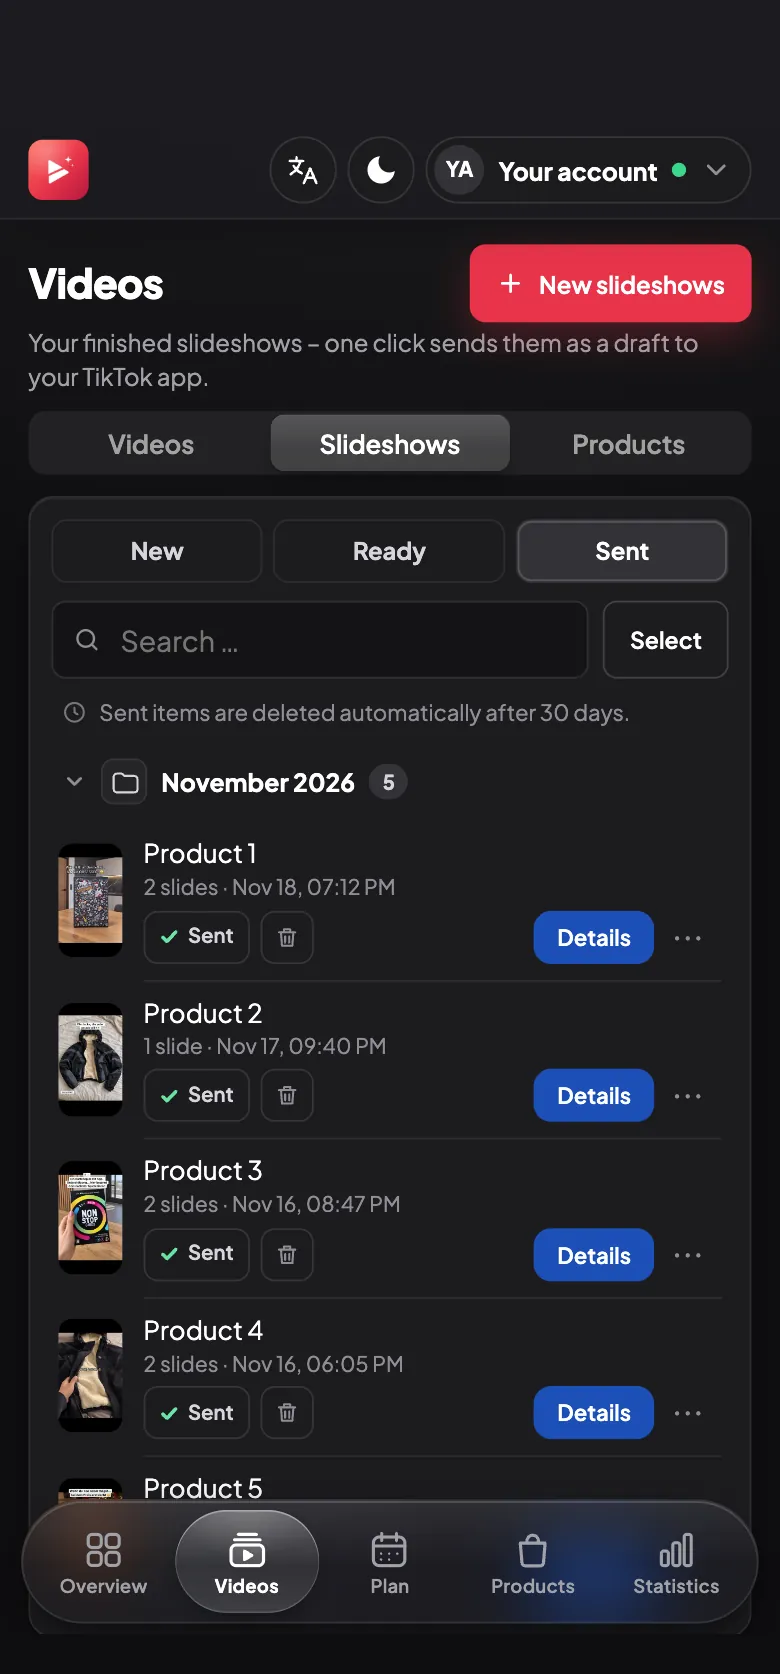 YA Your account
Videos
+ New slideshows
Your finished slideshows – one click sends them as a draft to
your TikTok app.
Videos Slideshows Products
New Ready Sent
Search ... Select
Sent items are deleted automatically after 30 days.
November 2026 5
Product 1
2 slides · Nov 18, 07:12 PM
Sent Details ...
Product 2
1 slide · Nov 17, 09:40 PM
Sent Details ...
Product 3
2 slides · Nov 16, 08:47 PM
NON
STOP
Sent Details ...
Product 4
2 slides · Nov 16, 06:05 PM
Sent Details ...
Product 5
Overview Videos Plan Products Statistics